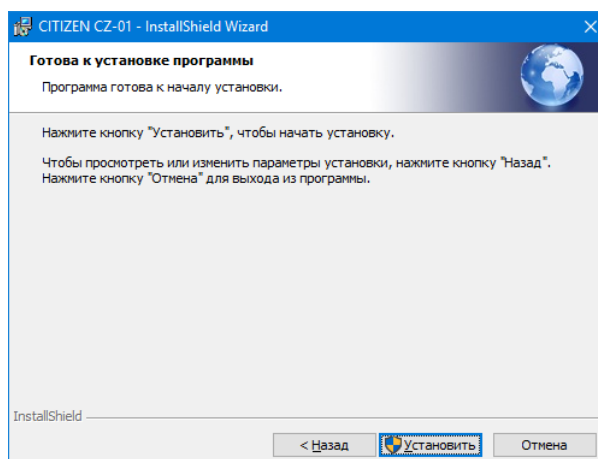 CITIZEN CZ-01 - InstallShield Wizard
Готова к установке программы
Программа готова к началу установки.
Нажмите кнопку "Установить", чтобы начать установку.
Чтобы просмотреть или изменить параметры установки, нажмите кнопку "Назад".
Нажмите кнопку "Отмена" для выхода из программы.
InstallShield
< Назад Установить Отмена